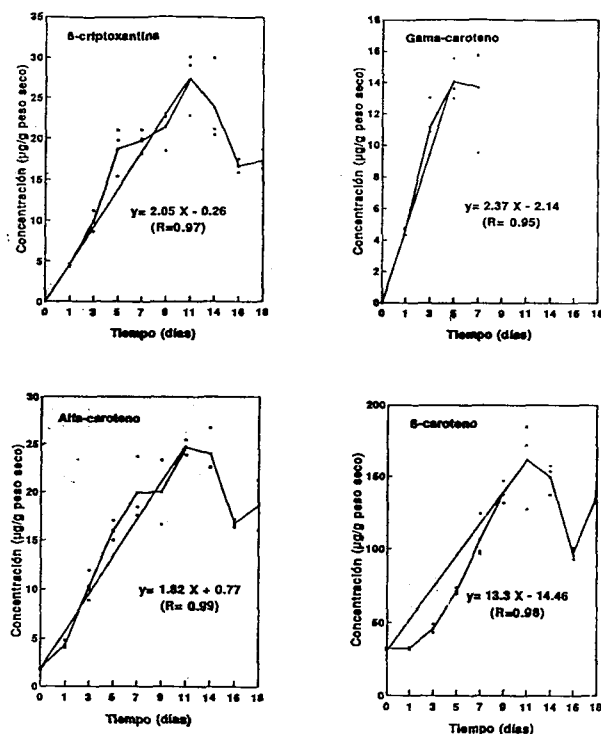 ß-criptoxantina
Concentración (µg/g peso seco)
35
30
25
20
15
10
5
0
y= 2.05 X - 0.26
(R=0.97)
0 1 3 5 7 9 11 14 16 18
Tiempo (días)
Gama-caroteno
Concentración (µg/g peso seco)
18
16
14
12
10
8
6
4
2
0
y= 2.37 X - 2.14
(R= 0.95)
0 1 3 5 7 9 11 14 16 18
Tiempo (días)
Alfa-caroteno
Concentración (µg/g peso seco)
30
25
20
15
10
5
0
y= 1.82 X + 0.77
(R= 0.99)
0 1 3 5 7 9 11 14 16 18
Tiempo (días)
ß-caroteno
Concentración (µg/g peso seco)
200
150
100
50
0
y= 13.3 X - 14.46
(R=0.98)
0 1 3 5 7 9 11 14 16 18
Tiempo (días)